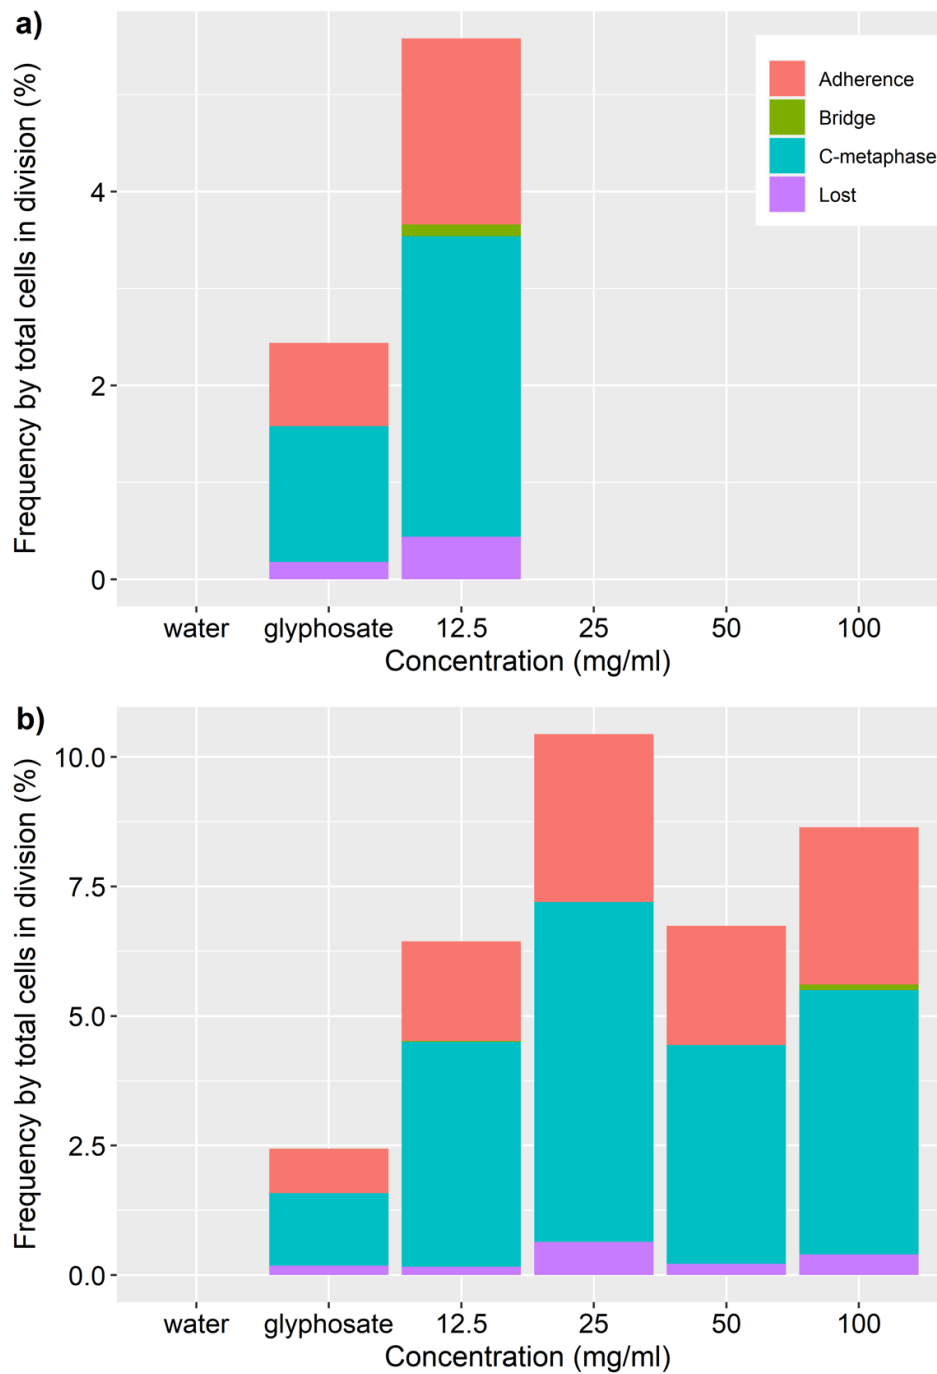 a)
Frequency by total cells in division (%)
4
2
0
Adherence
Bridge
C-metaphase
Lost
water glyphosate 12.5 25 50 100
Concentration (mg/ml)
b)
Frequency by total cells in division (%)
10.0
7.5
5.0
2.5
0.0
water glyphosate 12.5 25 50 100
Concentration (mg/ml)